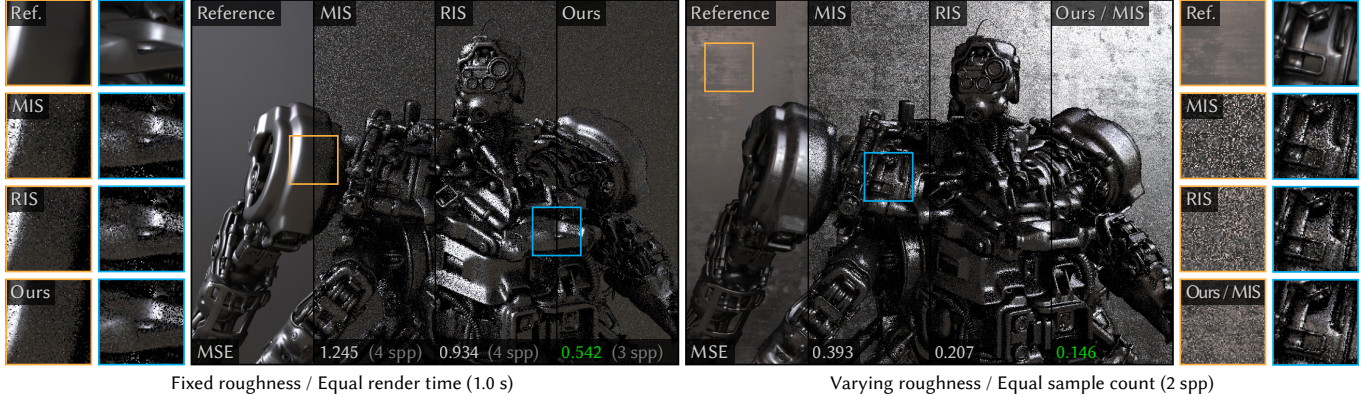 Ref.
MIS
RIS
Ours
Reference MIS RIS Ours
MSE 1.245 (4 spp) 0.934 (4 spp) 0.542 (3 spp)
Fixed roughness / Equal render time (1.0 s)
Reference MIS RIS Ours / MIS
MSE 0.393 0.207 0.146
Varying roughness / Equal sample count (2 spp)
Ref.
MIS
RIS
Ours / MIS